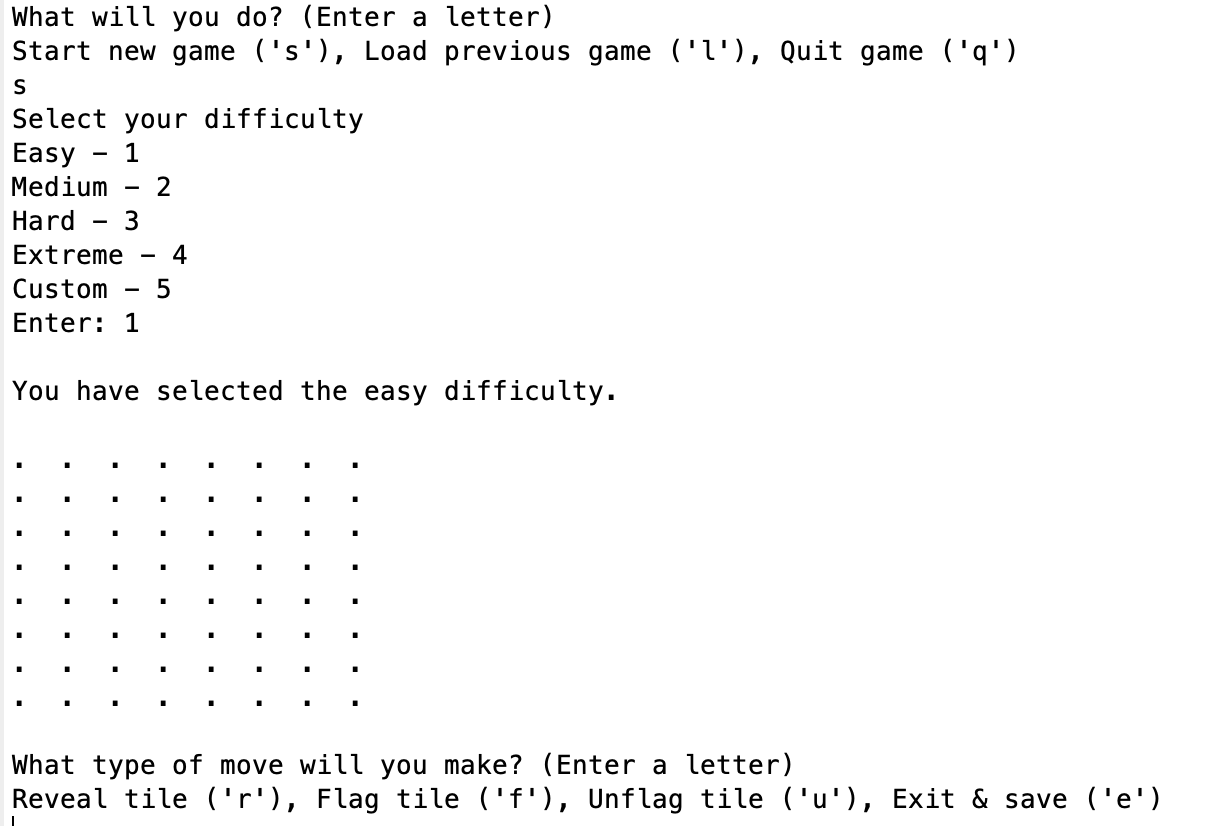 What will you do? (Enter a letter)
Start new game ('s'), Load previous game ('l'), Quit game ('q')
s
Select your difficulty
Easy – 1
Medium – 2
Hard – 3
Extreme – 4
Custom – 5
Enter: 1
You have selected the easy difficulty.
. . . . . . . .
. . . . . . . .
. . . . . . . .
. . . . . . . .
. . . . . . . .
. . . . . . . .
. . . . . . . .
. . . . . . . .
What type of move will you make? (Enter a letter)
Reveal tile ('r'), Flag tile ('f'), Unflag tile ('u'), Exit & save ('e')